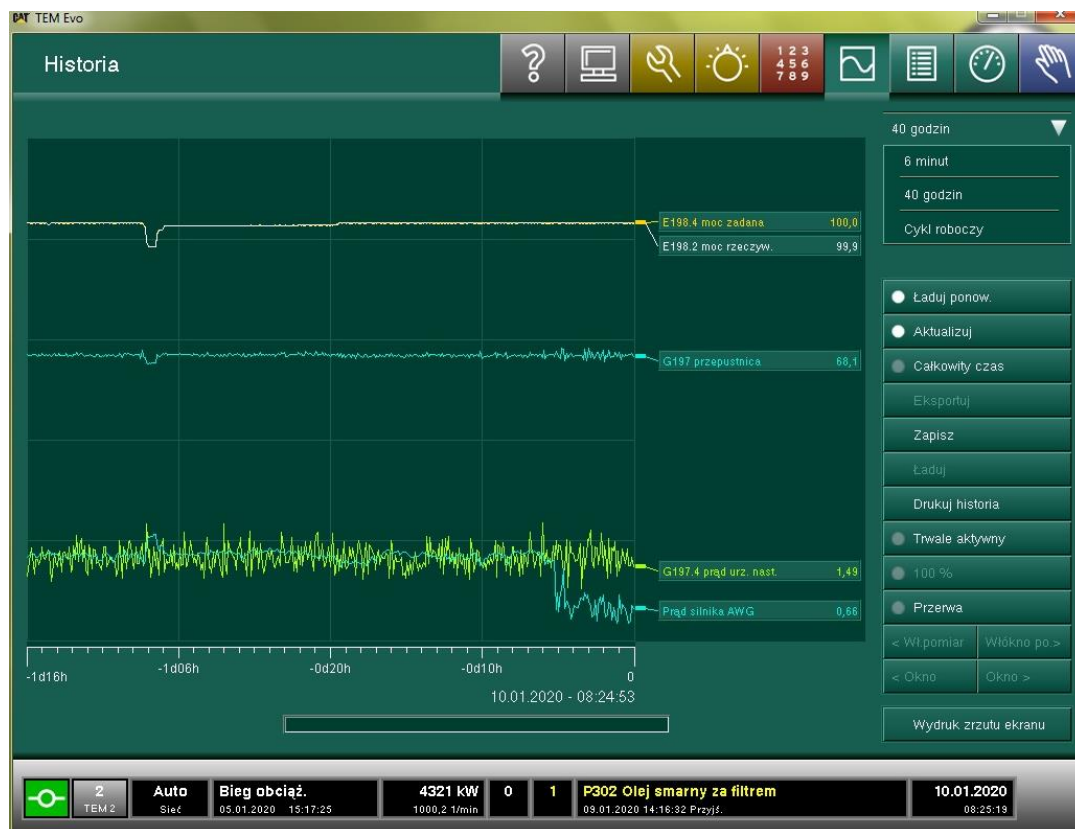 CAT TEM Evo
Historia
1 2 3
4 5 6
7 8 9
40 godzin
6 minut
40 godzin
Cykl roboczy
E198.4 moc zadana 100,0
E198.2 moc rzeczyw. 99,9
G197 przepustnica 68,1
G197.4 prąd urz. nast. 1,49
Prąd silnika AWG 0,66
-1d16h -1d06h -0d20h -0d10h 0
10.01.2020 - 08:24:53
Ładuj ponow.
Aktualizuj
Całkowity czas
Eksportuj
Zapisz
Ładuj
Drukuj historia
Trwale aktywny
100 %
Przerwa
< Wł.pomiar Włókno po.>
< Okno Okno >
Wydruk zrzutu ekranu
2 Auto Bieg obciąż. 4321 kW 0 1 P302 Olej smarny za filtrem 10.01.2020
TEM 2 Sieć 05.01.2020 15:17:25 1000,2 1/min 09.01.2020 14:16:32 Przyjś. 08:25:19